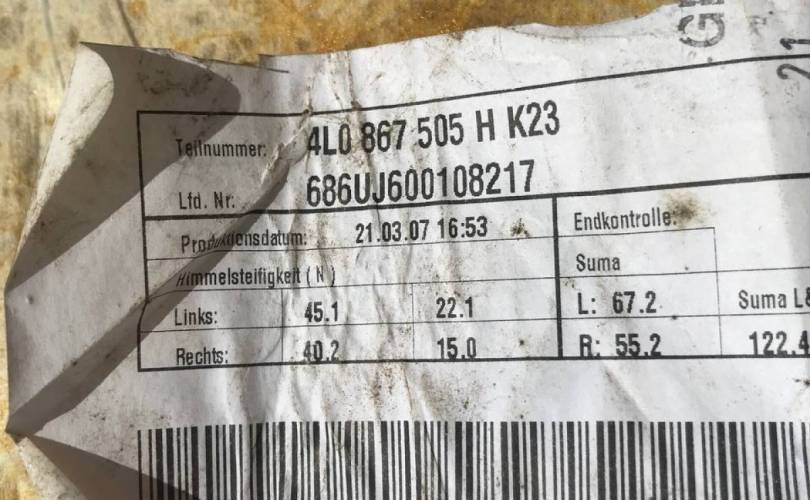 Teilnummer: 4L0 867 505 H K23
Lfd. Nr: 686UJ600108217
Produktionsdatum: 21.03.07 16:53 Endkontrolle:
Himmelsteifigkeit ( N ) Suma
Links: 45.1 22.1 L: 67.2 Suma L&
Rechts: 40.2 15.0 R: 55.2 122.4